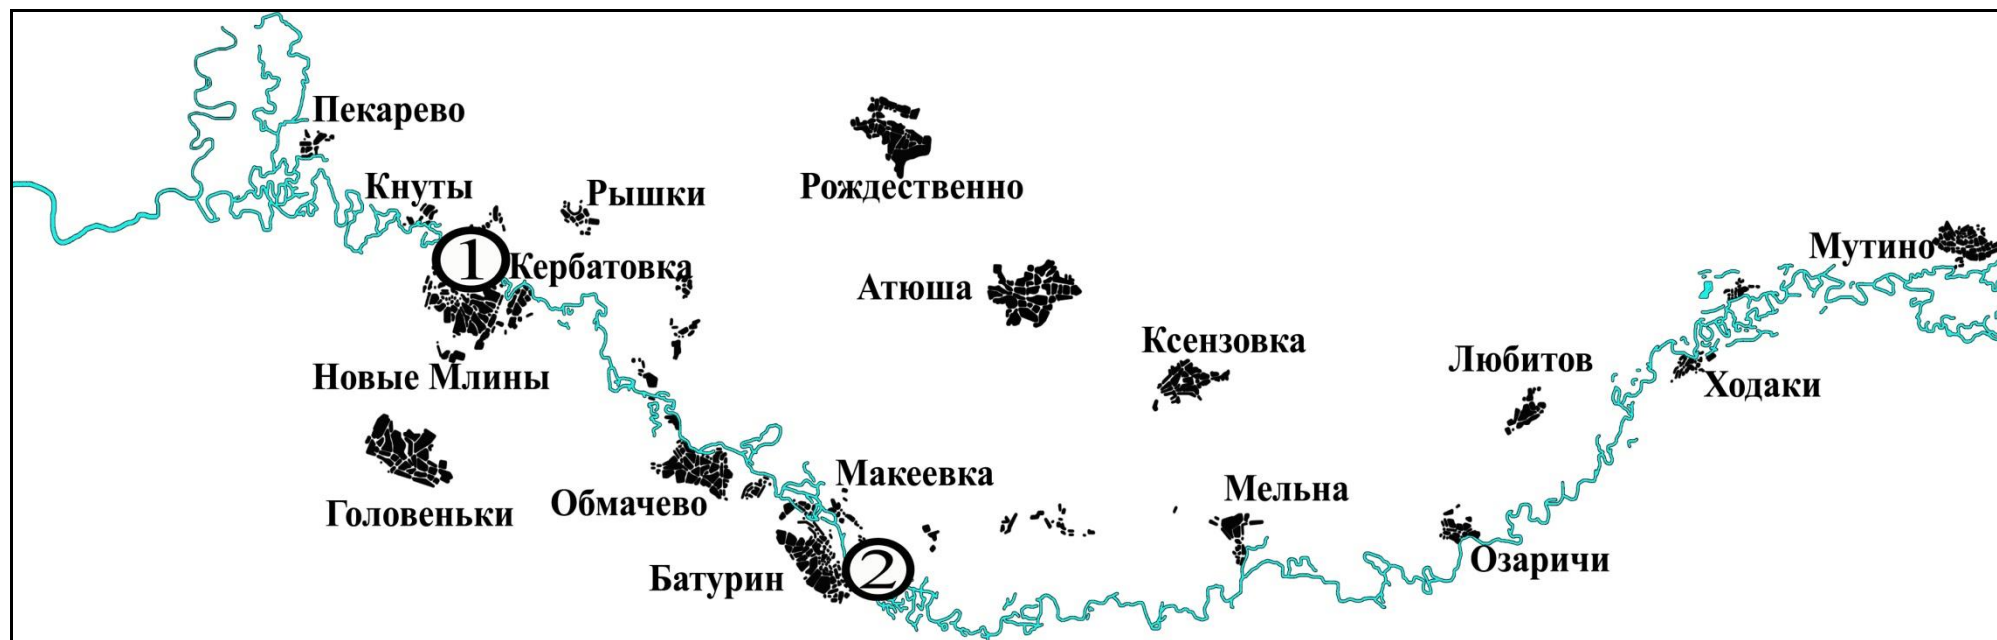 Пекарево
Кнуты
Рышки
Рождественно
1
Кербатовка
Атюша
Мутино
Новые Млины
Ксензовка
Любитов
Ходаки
Головеньки
Обмачево
Макеевка
Мельна
Батурин
2
Озаричи